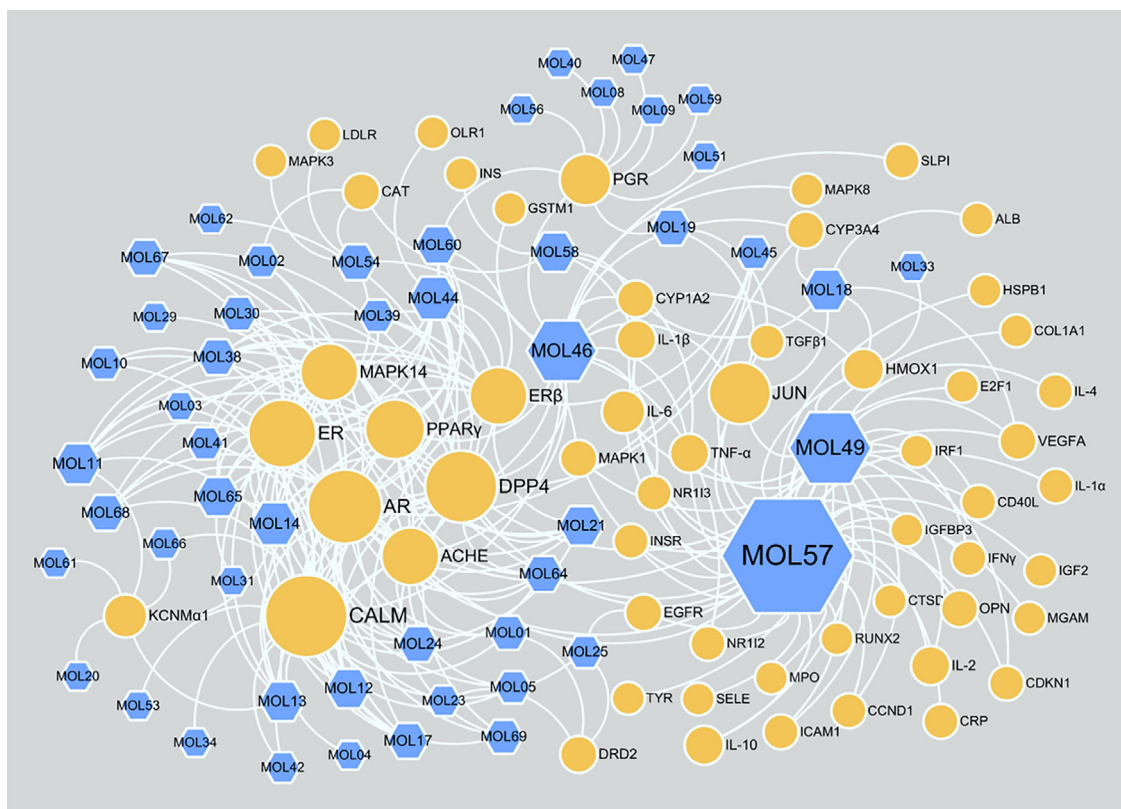 MOL40
MOL47
MOL08
MOL59
MOL56
MOL09
MOL51
LDLR
OLR1
MAPK3
INS
PGR
SLPI
CAT
MAPK8
GSTM1
MOL62
MOL19
CYP3A4
ALB
MOL67
MOL02
MOL54
MOL60
MOL58
MOL45
MOL33
MOL44
MOL18
HSPB1
CYP1A2
MOL29
MOL30
MOL39
COL1A1
MOL46
IL-1β
TGFβ1
MOL10
MOL38
MAPK14
HMOX1
E2F1
IL-4
ERβ
JUN
MOL03
IL-6
ER
PPARγ
MOL41
VEGFA
MOL49
IRF1
MOL11
MAPK1
TNF-α
DPP4
IL-1α
MOL65
NR1I3
CD40L
MOL68
AR
MOL14
MOL21
IGFBP3
MOL66
INSR
MOL57
ACHE
IFNγ
MOL61
MOL31
MOL64
IGF2
KCNMα1
CALM
EGFR
CTSD
OPN
MGAM
MOL24
MOL01
NR1I2
RUNX2
MOL25
IL-2
MOL20
MOL12
MOL05
MPO
CDKN1
MOL13
MOL23
TYR
SELE
MOL53
CCND1
CRP
MOL34
MOL04
MOL17
MOL69
ICAM1
IL-10
DRD2
MOL42